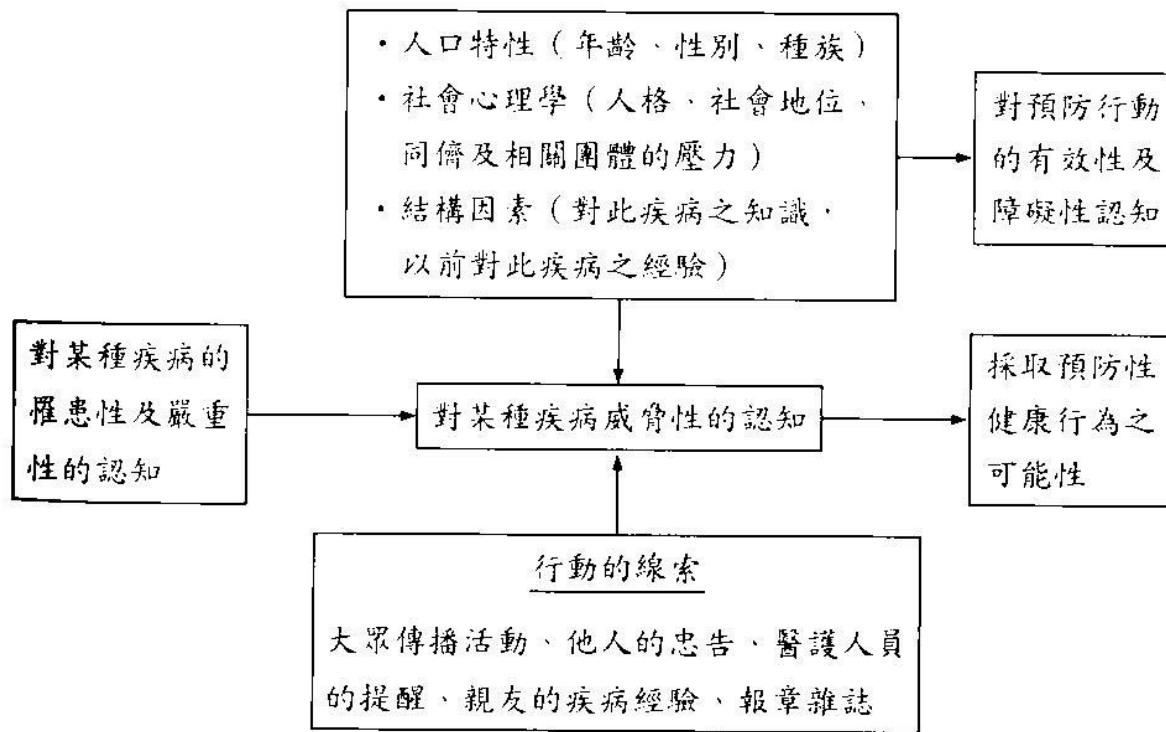 ・人口特性（年齡、性別、種族）
・社會心理學（人格、社會地位、
同儕及相關團體的壓力）
・結構因素（對此疾病之知識，
以前對此疾病之經驗）
對預防行動
的有效性及
障礙性認知
對某種疾病的
罹患性及嚴重
性的認知
對某種疾病威脅性的認知
採取預防性
健康行為之
可能性
行動的線索
大眾傳播活動、他人的忠告、醫護人員
的提醒、親友的疾病經驗、報章雜誌